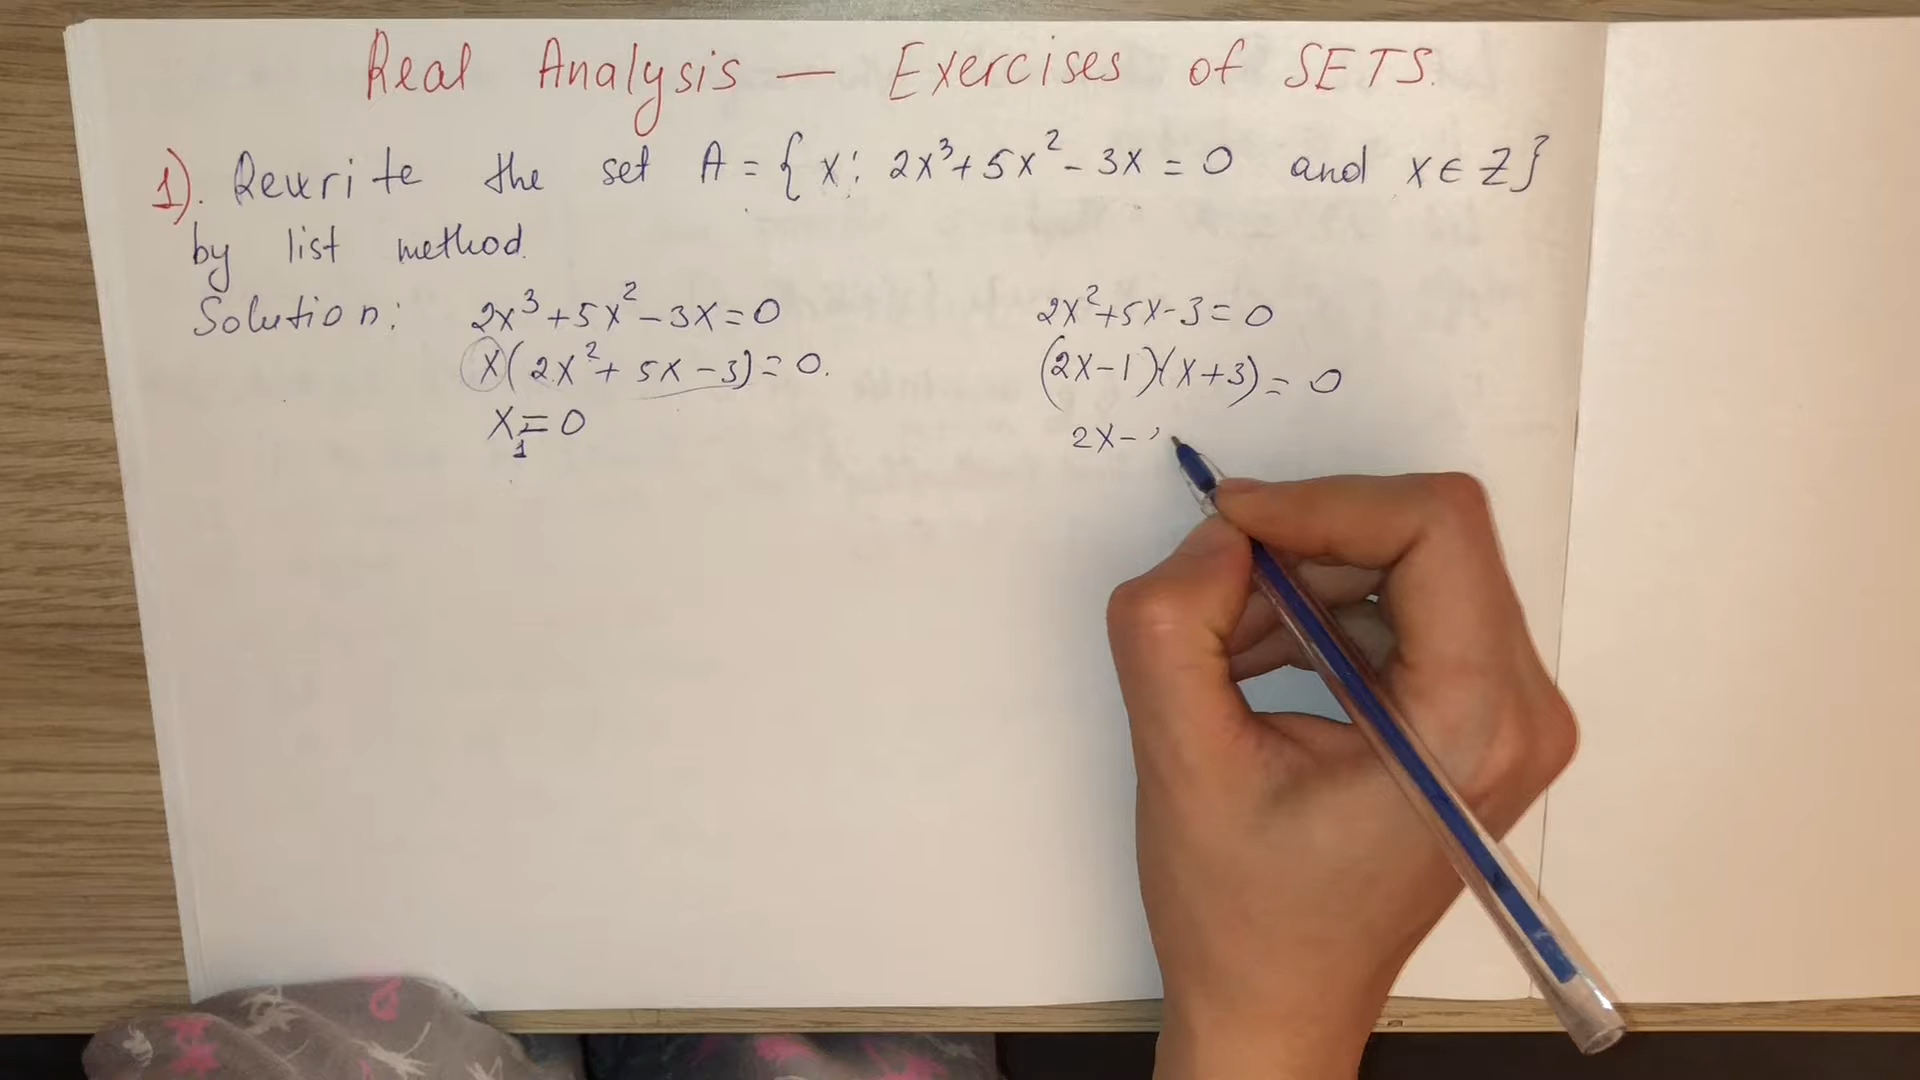 Real Analysis — Exercises of SETS.
1). Rewrite the set A = { x : 2x³ + 5x² - 3x = 0 and x ∈ Z }
by list method.
Solution: 2x³ + 5x² - 3x = 0
x(2x² + 5x - 3) = 0.
x₁ = 0
2x² + 5x - 3 = 0
(2x - 1)(x + 3) = 0
2x -